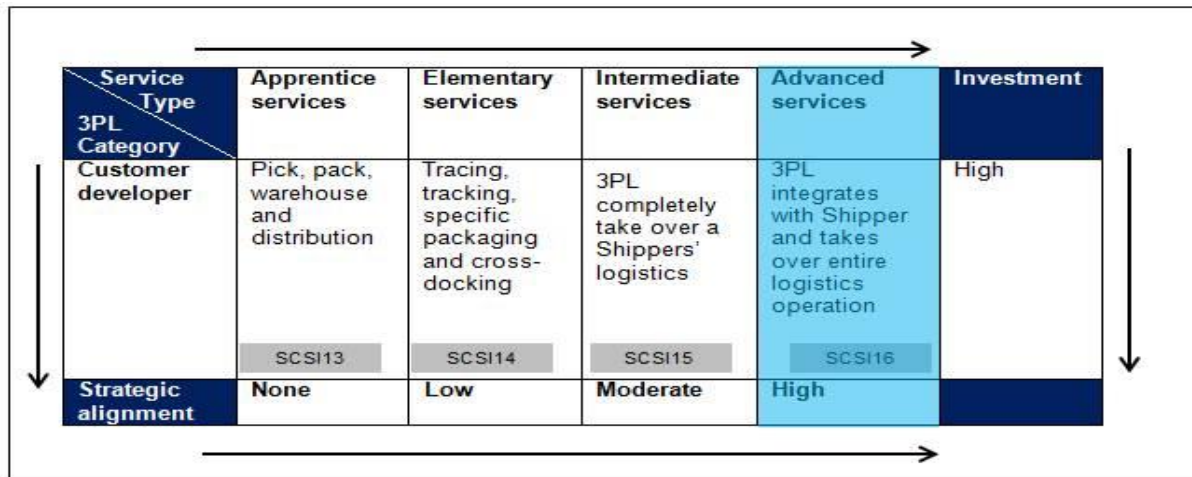 Service
Type
3PL
Category
Apprentice
services
Elementary
services
Intermediate
services
Advanced
services
Investment
Customer
developer
Pick, pack,
warehouse
and
distribution
Tracing,
tracking,
specific
packaging
and cross-
docking
3PL
completely
take over a
Shippers'
logistics
3PL
integrates
with Shipper
and takes
over entire
logistics
operation
High
SCSI13
SCSI14
SCSI15
SCSI16
Strategic
alignment
None
Low
Moderate
High